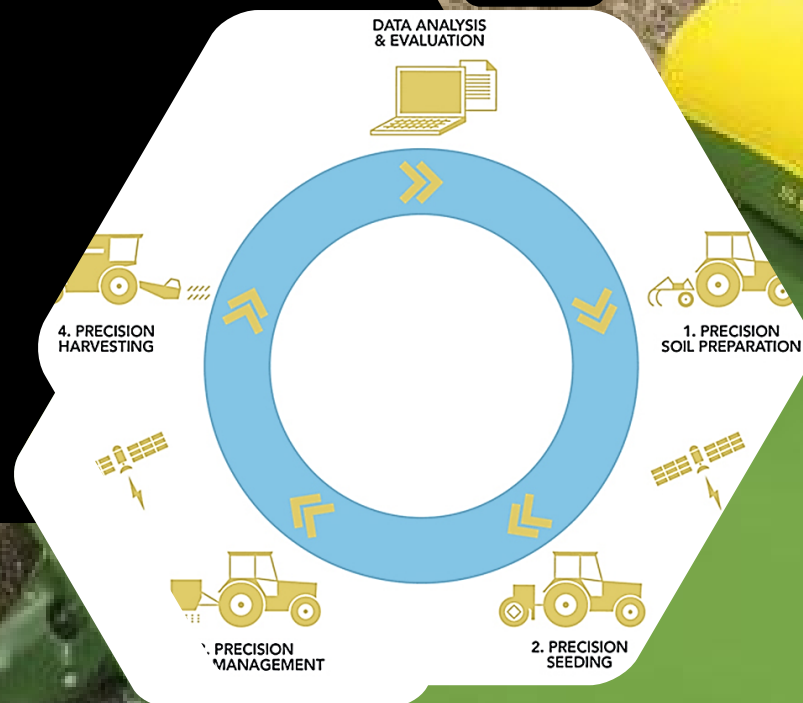 DATA ANALYSIS
& EVALUATION
4. PRECISION
HARVESTING
1. PRECISION
SOIL PREPARATION
. PRECISION
MANAGEMENT
2. PRECISION
SEEDING